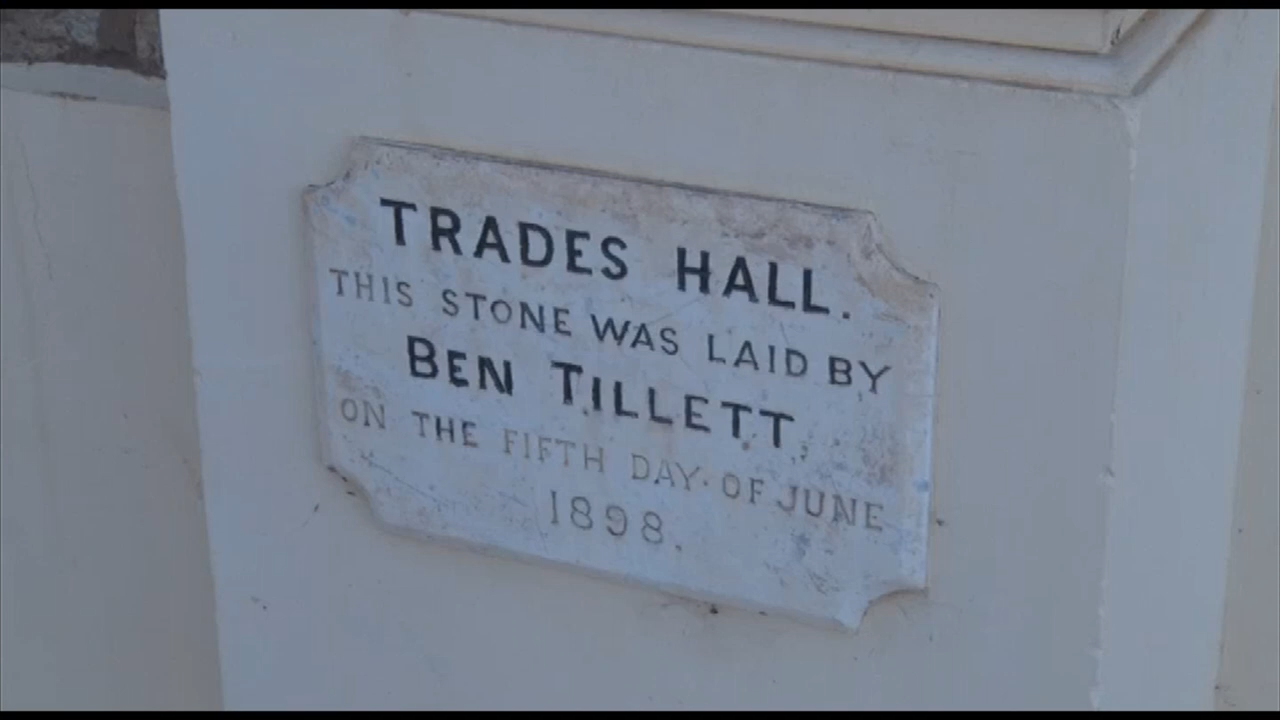 TRADES HALL.
THIS STONE WAS LAID BY
BEN TILLETT,
ON THE FIFTH DAY OF JUNE
1898.